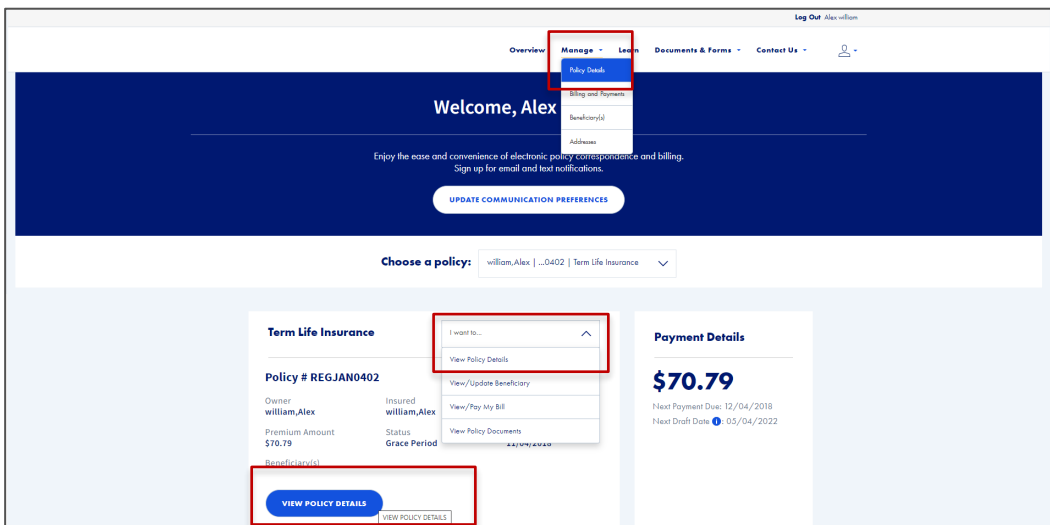 Log Out Alex william
Overview Manage Learn Documents & Forms Contact Us
Policy Details
Billing and Payments
Beneficiary(s)
Addresses
Welcome, Alex
Enjoy the ease and convenience of electronic policy correspondence and billing.
Sign up for email and text notifications.
UPDATE COMMUNICATION PREFERENCES
Choose a policy: william,Alex | ...0402 | Term Life Insurance
Term Life Insurance
I want to...
View Policy Details
View/Update Beneficiary
View/Pay My Bill
View Policy Documents
Policy # REGJAN0402
Owner Insured
william,Alex william,Alex
Premium Amount Status
$70.79 Grace Period 11/04/2018
Beneficiary(s)
VIEW POLICY DETAILS
VIEW POLICY DETAILS
Payment Details
$70.79
Next Payment Due: 12/04/2018
Next Draft Date i: 05/04/2022